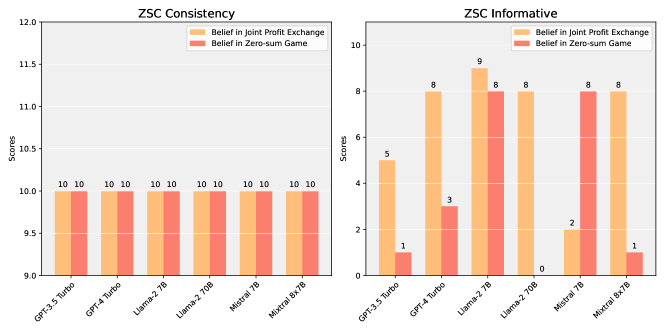 ZSC Consistency
Belief in Joint Profit Exchange
Belief in Zero-sum Game
Scores
12.0
11.5
11.0
10.5
10.0
9.5
9.0
10 10 10 10 10 10 10 10 10 10 10 10
GPT-3.5 Turbo
GPT-4 Turbo
Llama-2 7B
Llama-2 70B
Mistral 7B
Mixtral 8x7B
ZSC Informative
Belief in Joint Profit Exchange
Belief in Zero-sum Game
Scores
10
8
6
4
2
0
5 1 8 3 9 8 8 0 2 8 8 1
GPT-3.5 Turbo
GPT-4 Turbo
Llama-2 7B
Llama-2 70B
Mistral 7B
Mixtral 8x7B